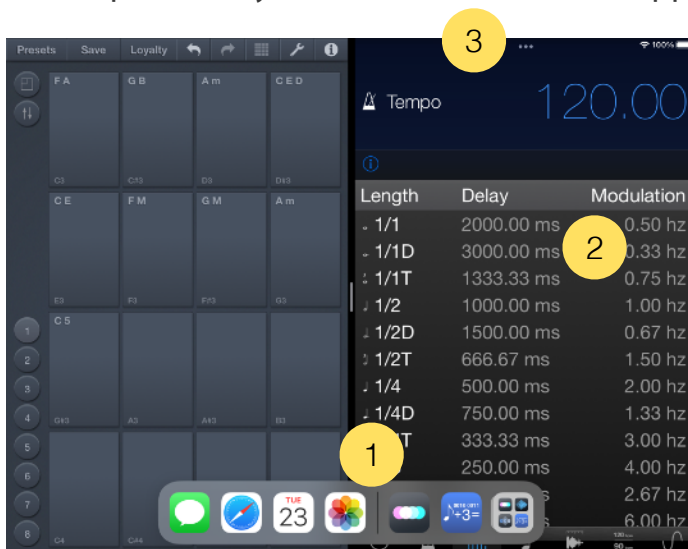 3
Presets Save Loyalty
100%
Tempo 120.00
F A G B A m C E D
C3 C#3 D3 D#3
C E F M G M A m
E3 F3 F#3 G3
C 5
G#3 A3 A#3 B3
C4 C#4
1
2
3
4
5
6
7
8
Length Delay Modulation
1/1 2000.00 ms 0.50 hz
1/1D 3000.00 ms 0.33 hz
2
1/1T 1333.33 ms 0.75 hz
1/2 1000.00 ms 1.00 hz
1/2D 1500.00 ms 0.67 hz
1/2T 666.67 ms 1.50 hz
1/4 500.00 ms 2.00 hz
1/4D 750.00 ms 1.33 hz
T 333.33 ms 3.00 hz
1
250.00 ms 4.00 hz
ms 2.67 hz
ms 6.00 hz
TUE
23
+3=